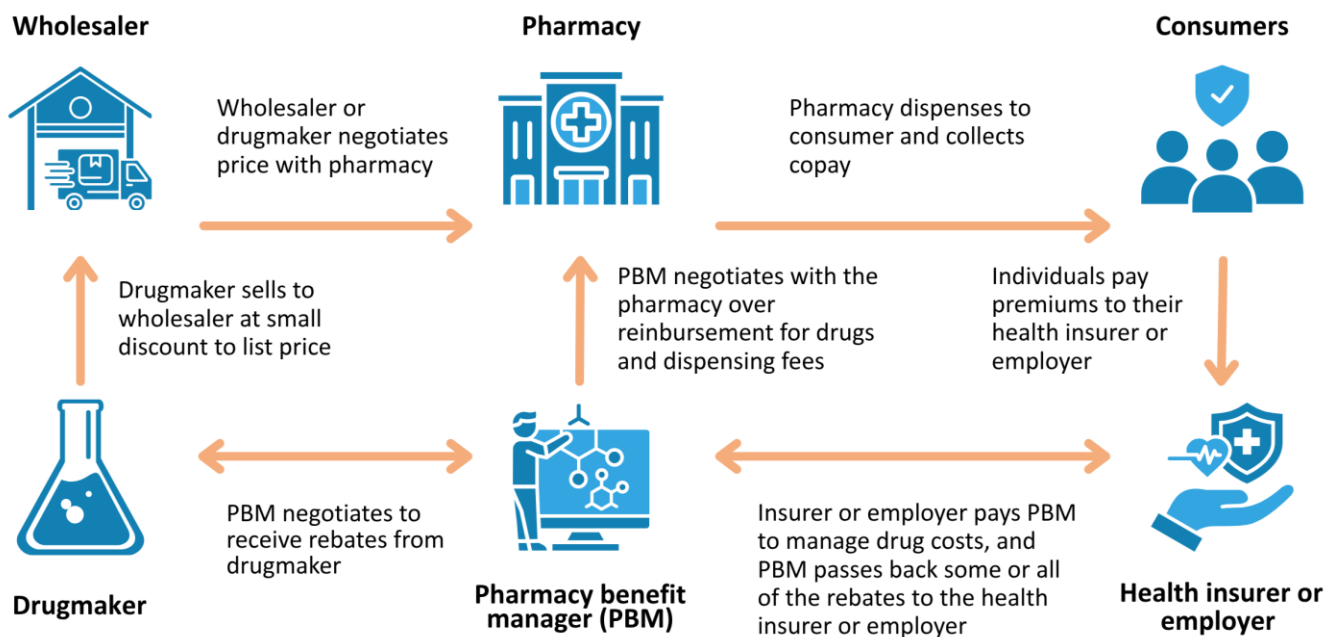 Wholesaler
Pharmacy
Consumers
Wholesaler or
drugmaker negotiates
price with pharmacy
Pharmacy dispenses to
consumer and collects
copay
Drugmaker sells to
wholesaler at small
discount to list price
PBM negotiates with the
pharmacy over
reimbursement for drugs
and dispensing fees
Individuals pay
premiums to their
health insurer or
employer
PBM negotiates to
receive rebates from
drugmaker
Insurer or employer pays PBM
to manage drug costs, and
PBM passes back some or all
of the rebates to the health
insurer or employer
Drugmaker
Pharmacy benefit
manager (PBM)
Health insurer or
employer